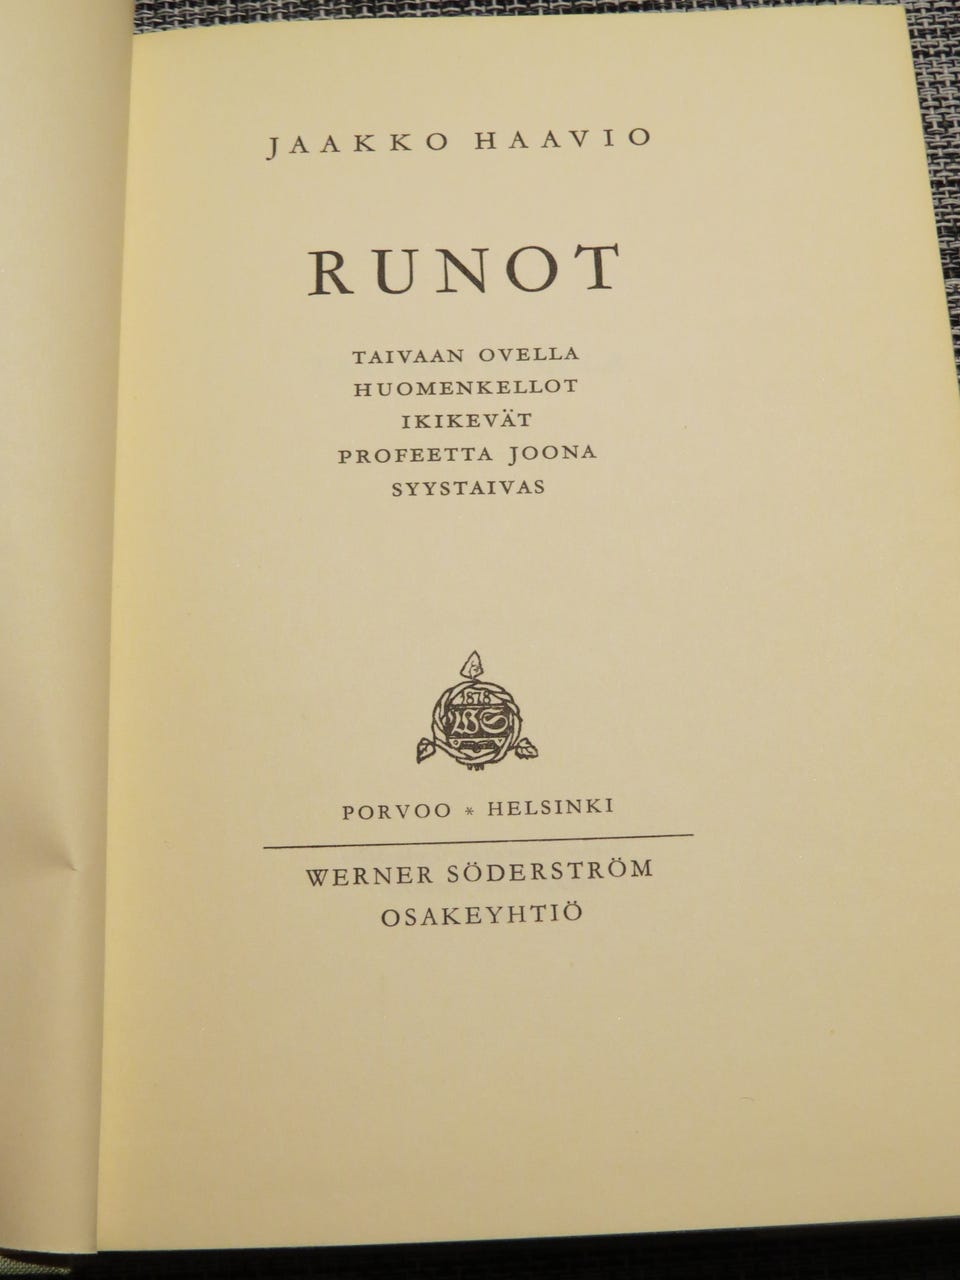 JAAKKO HAAVIO
RUNOT
TAIVAAN OVELLA
HUOMENKELLOT
IKIKEVÄT
PROFEETTA JOONA
SYYSTAIVAS
1878
WS
PORVOO * HELSINKI
WERNER SÖDERSTRÖM
OSAKEYHTIÖ